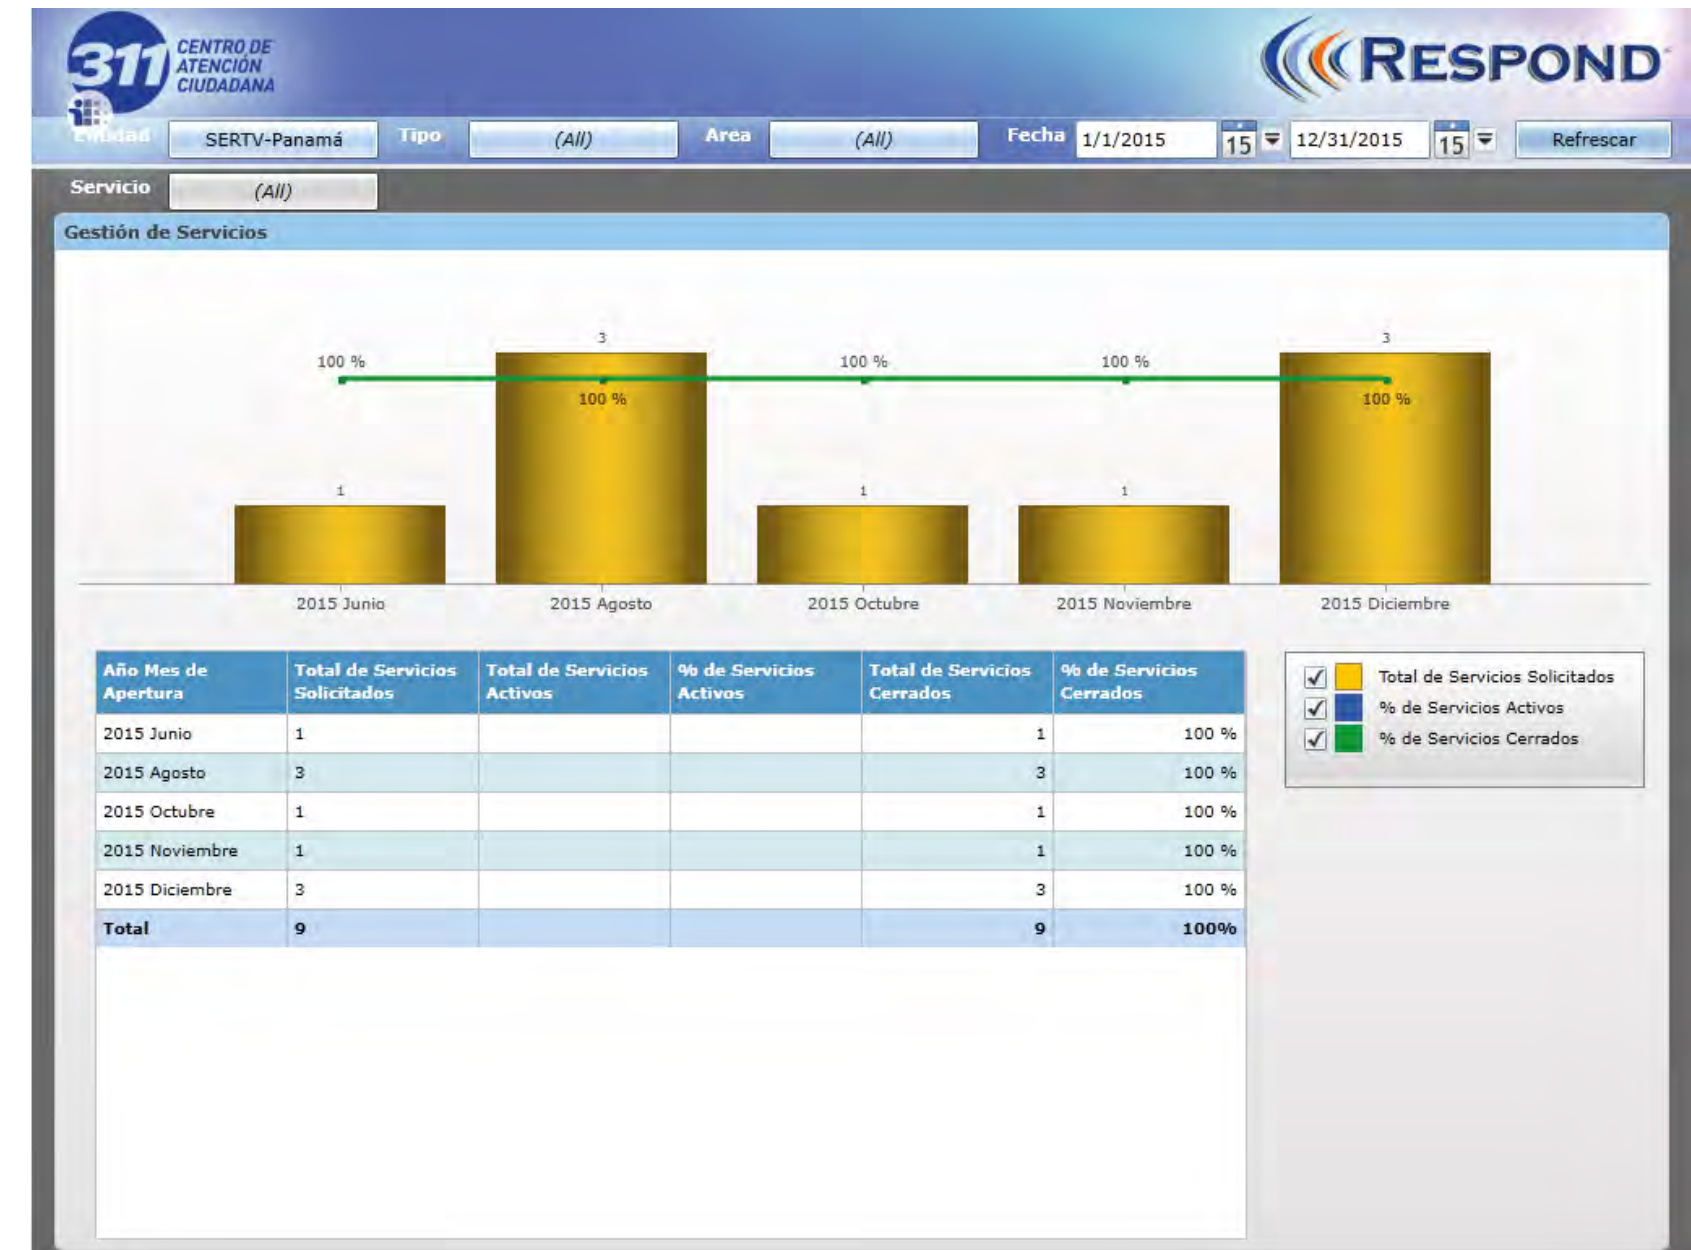 311 CENTRO DE
ATENCIÓN
CIUDADANA
RESPOND
Entidad SERTV-Panamá Tipo (All) Area (All) Fecha 1/1/2015 15 12/31/2015 15 Refrescar
Servicio (All)
Gestión de Servicios
3 3
100 % 100 % 100 %
100 % 100 %
1 1 1
2015 Junio 2015 Agosto 2015 Octubre 2015 Noviembre 2015 Diciembre
Año Mes de Total de Servicios Total de Servicios % de Servicios Total de Servicios % de Servicios
Apertura Solicitados Activos Activos Cerrados Cerrados
2015 Junio 1 1 100 %
2015 Agosto 3 3 100 %
2015 Octubre 1 1 100 %
2015 Noviembre 1 1 100 %
2015 Diciembre 3 3 100 %
Total 9 9 100%
Total de Servicios Solicitados
% de Servicios Activos
% de Servicios Cerrados